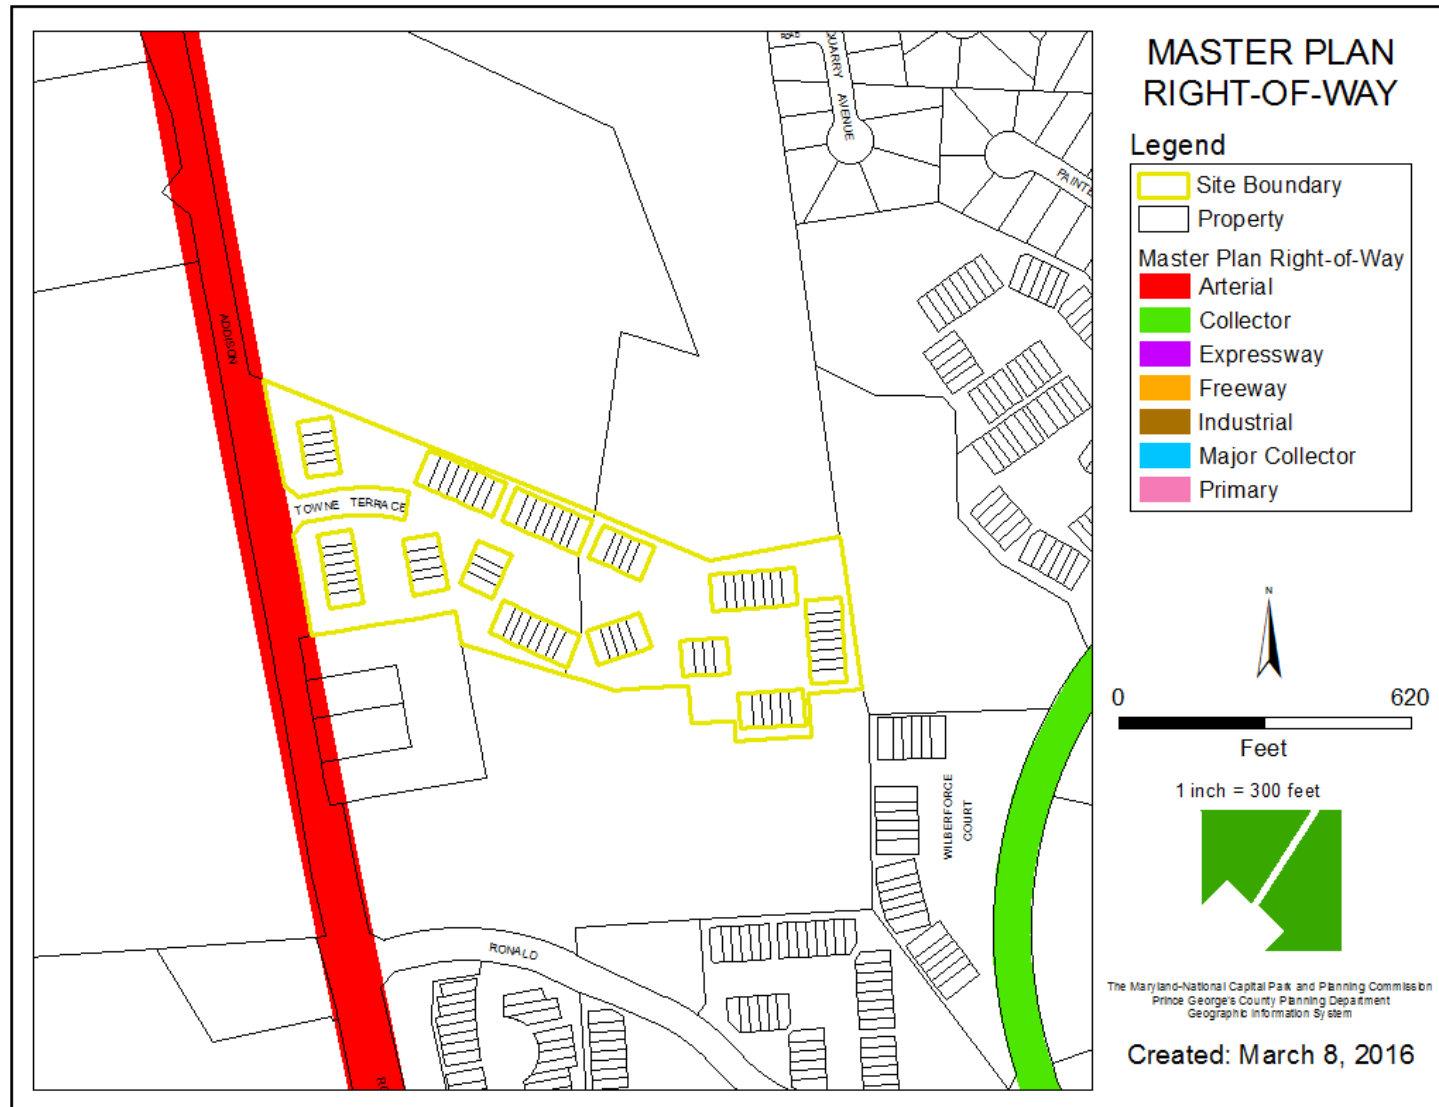 MASTER PLAN
RIGHT-OF-WAY
Legend
Site Boundary
Property
Master Plan Right-of-Way
Arterial
Collector
Expressway
Freeway
Industrial
Major Collector
Primary
N
0 620
Feet
1 inch = 300 feet
The Maryland-National Capital Park and Planning Commission
Prince George's County Planning Department
Geographic Information System
Created: March 8, 2016
ROAD
QUARRY AVENUE
PAINTE
ADDISON
TOWNE TERRACE
WILBERFORCE
COURT
RONALD